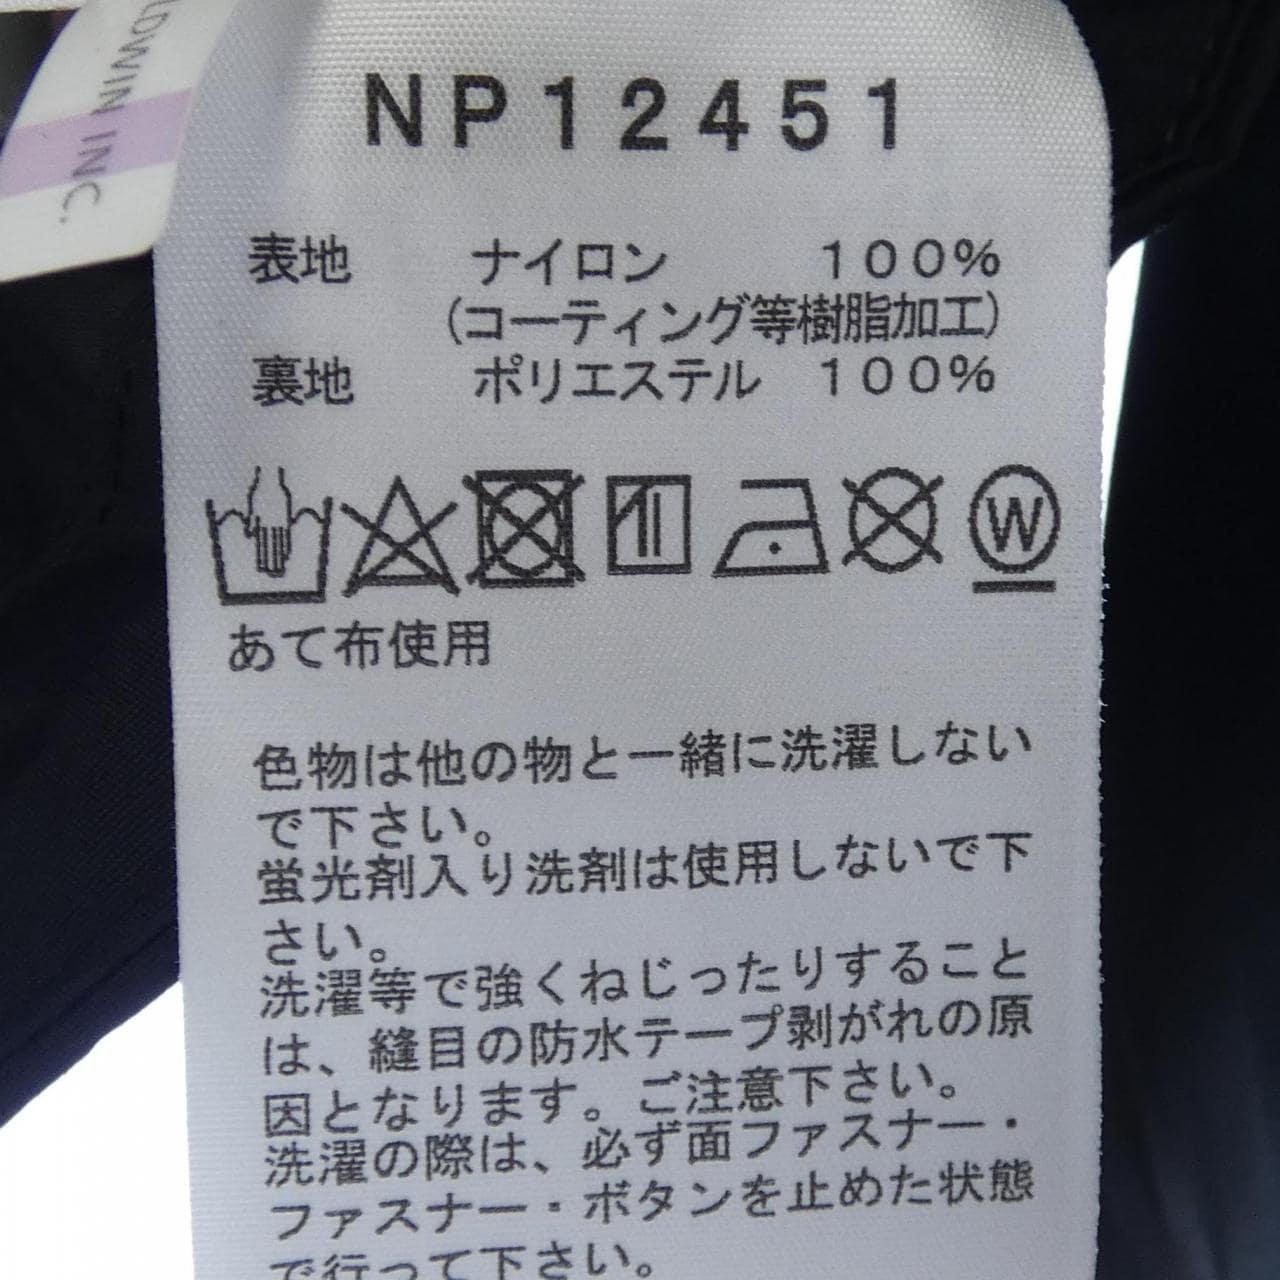 LDWIN INC.
NP12451
表地 ナイロン 100%
(コーティング等樹脂加工)
裏地 ポリエステル 100%
W
あて布使用
色物は他の物と一緒に洗濯しない
で下さい。
蛍光剤入り洗剤は使用しないで下
さい。
洗濯等で強くねじったりすること
は、縫目の防水テープ剥がれの原
因となります。ご注意下さい。
洗濯の際は、必ず面ファスナー・
ファスナー・ボタンを止めた状態
で行って下さい。